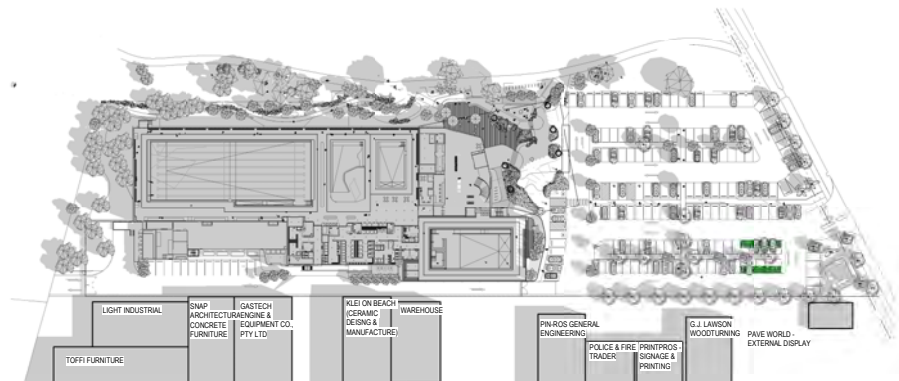 LIGHT INDUSTRIAL
TOFFI FURNITURE
SNAP
ARCHITECTURAL
CONCRETE
FURNITURE
GASTECH
ENGINE &
EQUIPMENT CO.,
PTY LTD
KLEI ON BEACH
(CERAMIC
DEISNG &
MANUFACTURE)
WAREHOUSE
PIN-ROS GENERAL
ENGINEERING
POLICE & FIRE
TRADER
PRINTPROS -
SIGNAGE &
PRINTING
G.J. LAWSON
WOODTURNING
PAVE WORLD -
EXTERNAL DISPLAY